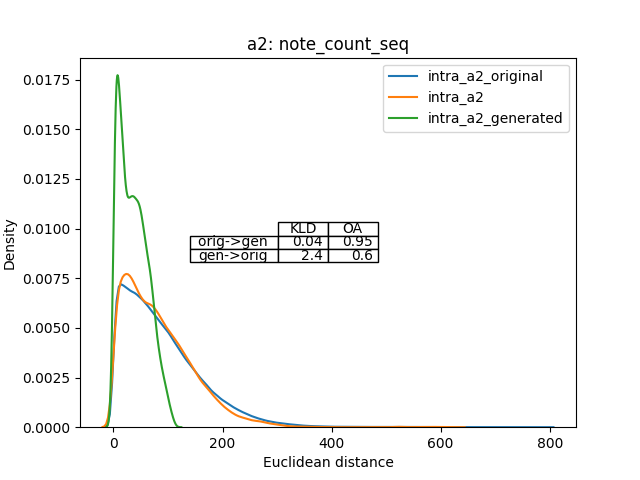 a2: note_count_seq
intra_a2_original
intra_a2
intra_a2_generated
0.0175
0.0150
0.0125
0.0100
0.0075
0.0050
0.0025
0.0000
Density
KLD OA
orig->gen 0.04 0.95
gen->orig 2.4 0.6
0 200 400 600 800
Euclidean distance